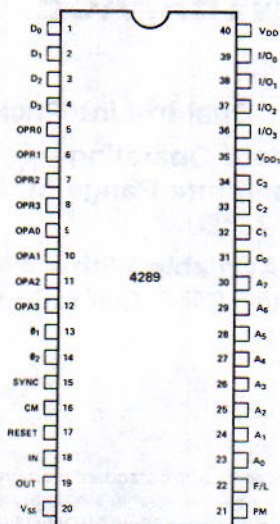 D₀ 1 40 VDD
D₁ 2 39 I/O₀
D₂ 3 38 I/O₁
D₃ 4 37 I/O₂
OPR0 5 36 I/O₃
OPR1 6 35 VDD1
OPR2 7 34 C₃
OPR3 8 33 C₂
OPA0 9 32 C₁
OPA1 10 31 C₀
4289
OPA2 11 30 A₇
OPA3 12 29 A₆
ø₁ 13 28 A₅
ø₂ 14 27 A₄
SYNC 15 26 A₃
CM 16 25 A₂
RESET 17 24 A₁
IN 18 23 A₀
OUT 19 22 F/L
VSS 20 21 PM